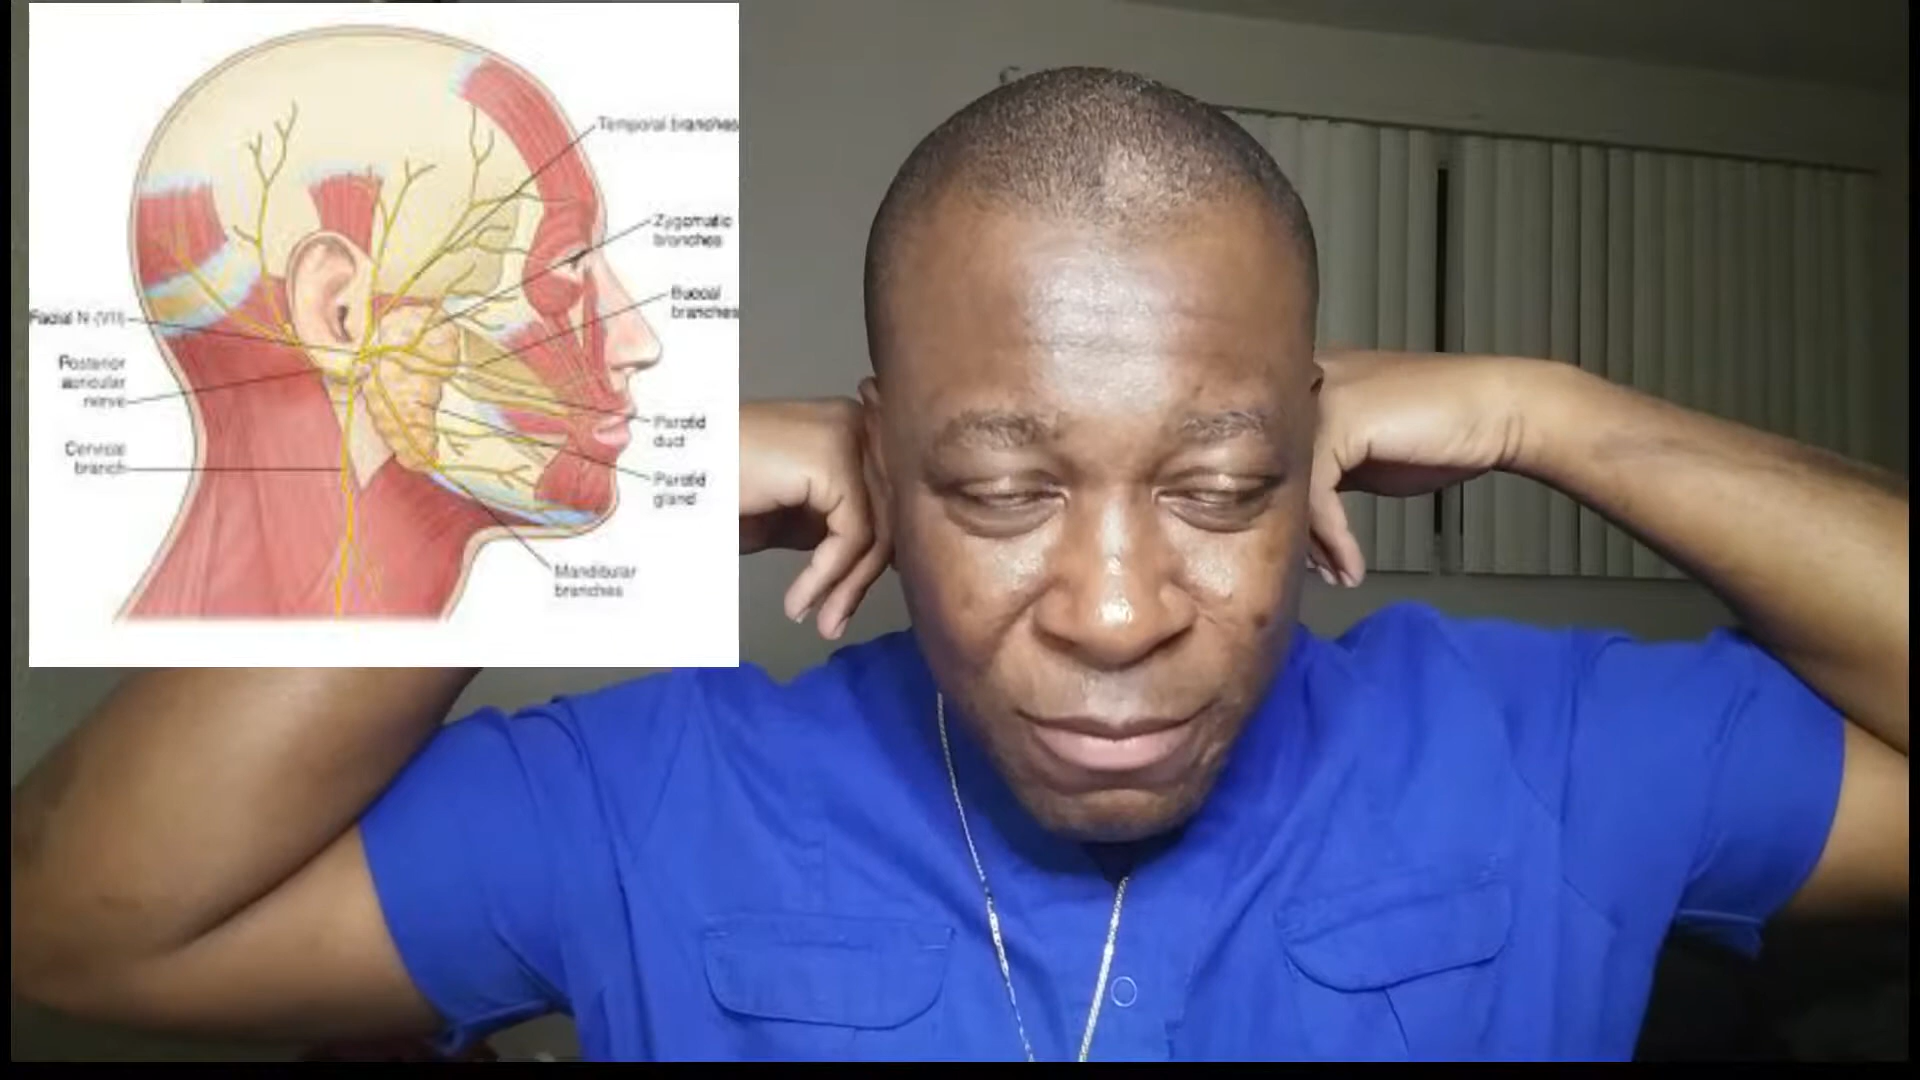 Temporal branches
Zygomatic
branches
Buccal
branches
Facial N (VII)
Posterior
auricular
nerve
Cervical
branch
Parotid
duct
Parotid
gland
Mandibular
branches